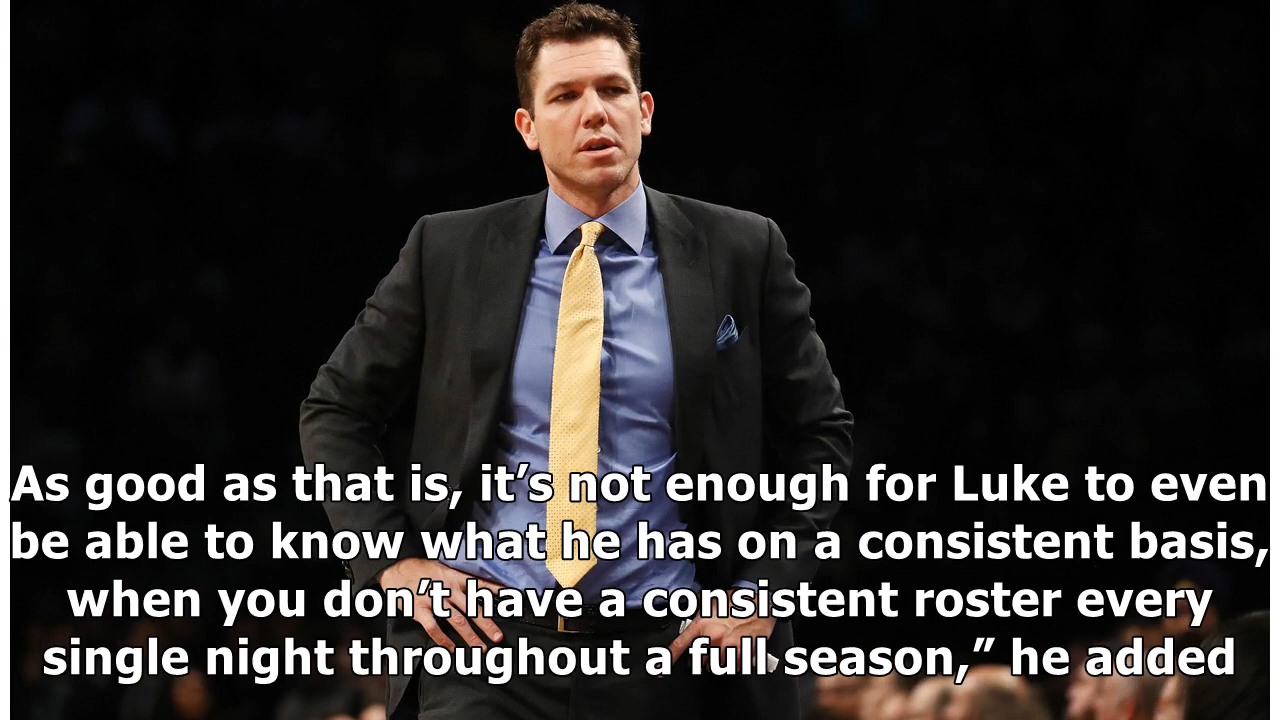 As good as that is, it’s not enough for Luke to even
be able to know what he has on a consistent basis,
when you don’t have a consistent roster every
single night throughout a full season,” he added